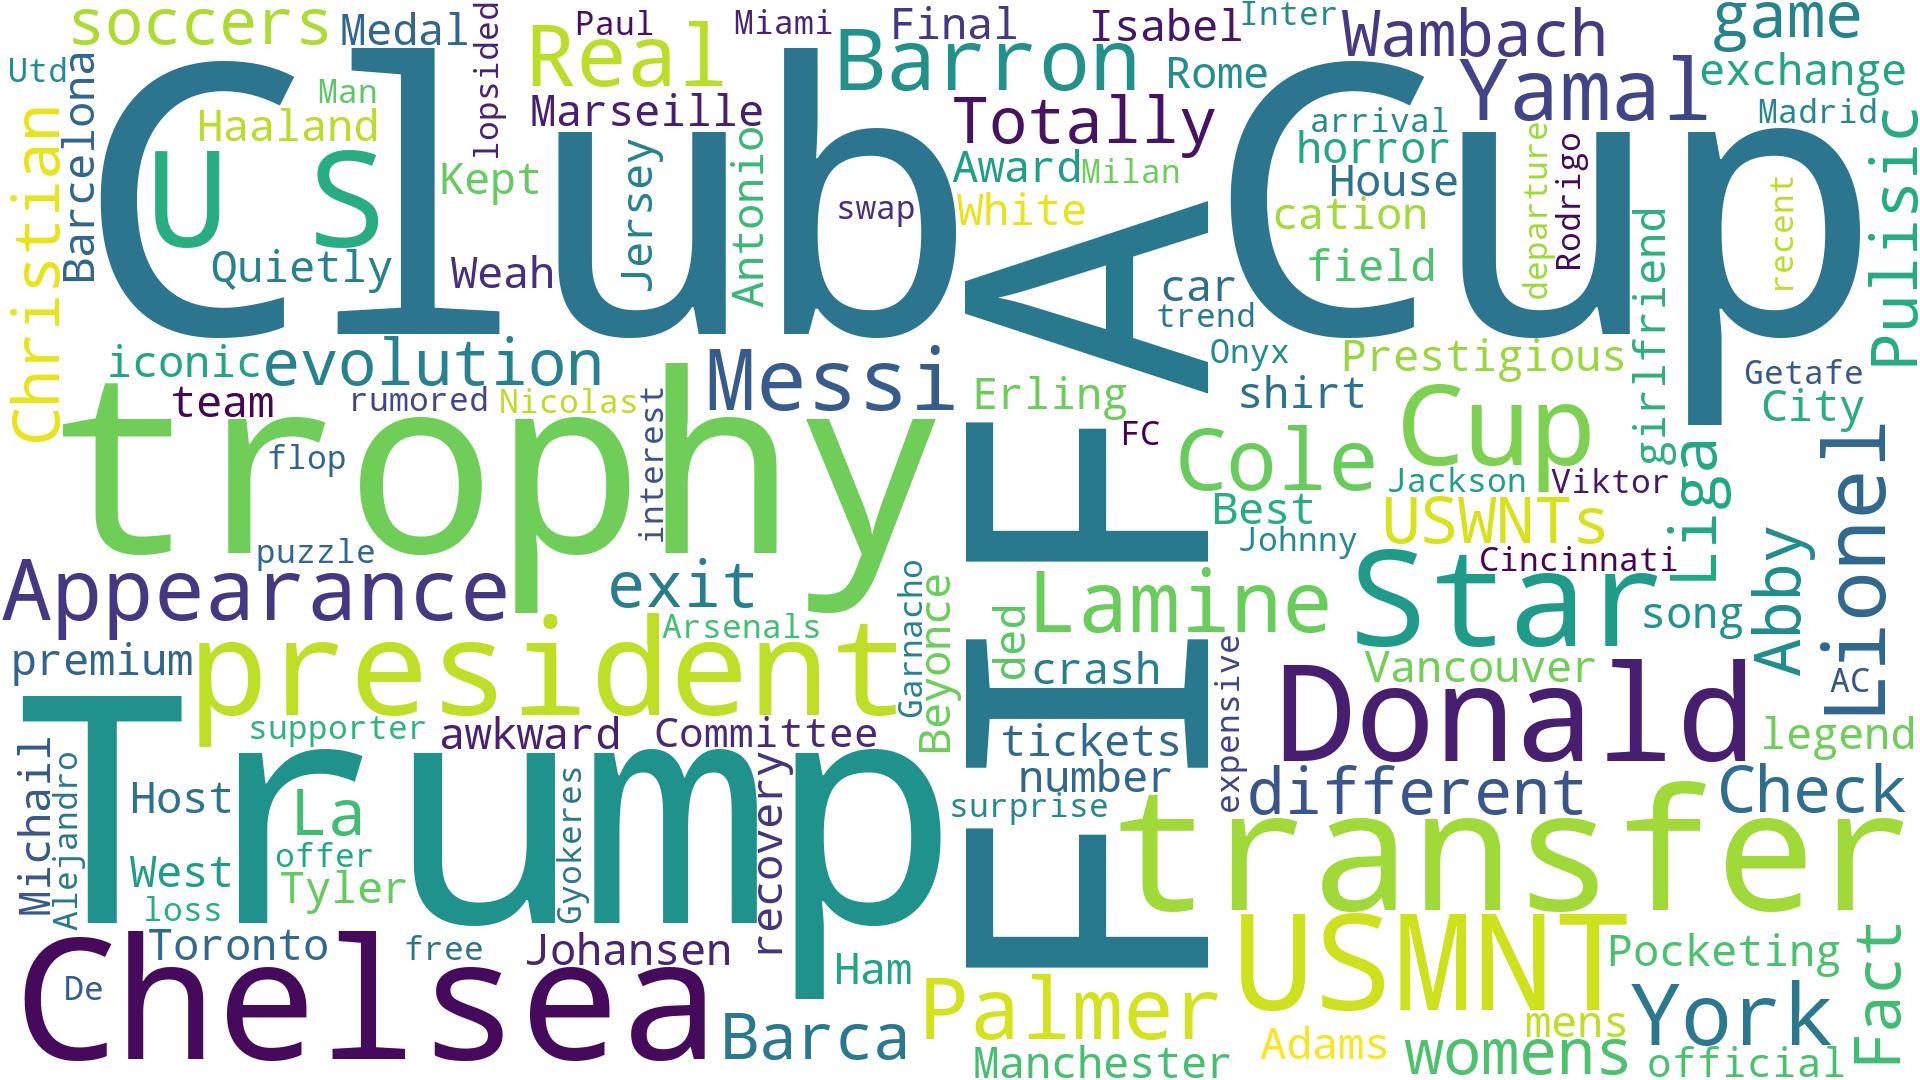 soccers
Medal
lopsided
Real
Paul
Miami
Barron
Final
Isabel
Inter
Wambach
game
Utd
Barcelona
Man
Marseille
Rome
Yamal
exchange
Christian
Haaland
Totally
arrival
Madrid
Club
Cup
U S
Kept
Jersey
Antonio
Award
Milan
horror
House
departure
Rodrigo
recent
Pulisic
swap
White
cation
Quietly
Weah
field
girlfriend
car
trend
FIFA
iconic
evolution
Messi
Onyx
Prestigious
Getafe
team
rumored
Nicolas
interest
Erling
shirt
Cup
City
trophy
flop
FC
Cole
Liga
Lionel
Jackson
Viktor
Best
USWNTs
puzzle
Johnny
Cincinnati
Appearance
exit
Garnacho
Beyonce
ded
Lamine
Star
song
Abby
Arsenals
premium
president
crash
expensive
Vancouver
Donald
AC
supporter
awkward
Committee
tickets
legend
Trump
Michail
Alejandro
Host
La
Gyokeres
recovery
number
surprise
different
Check
West
offer
Tyler
transfer
loss
Toronto
free
Johansen
Ham
USMNT
Pocketing
Fact
Chelsea
De
Barca
Palmer
York
Adams
mens
Manchester
womens
official